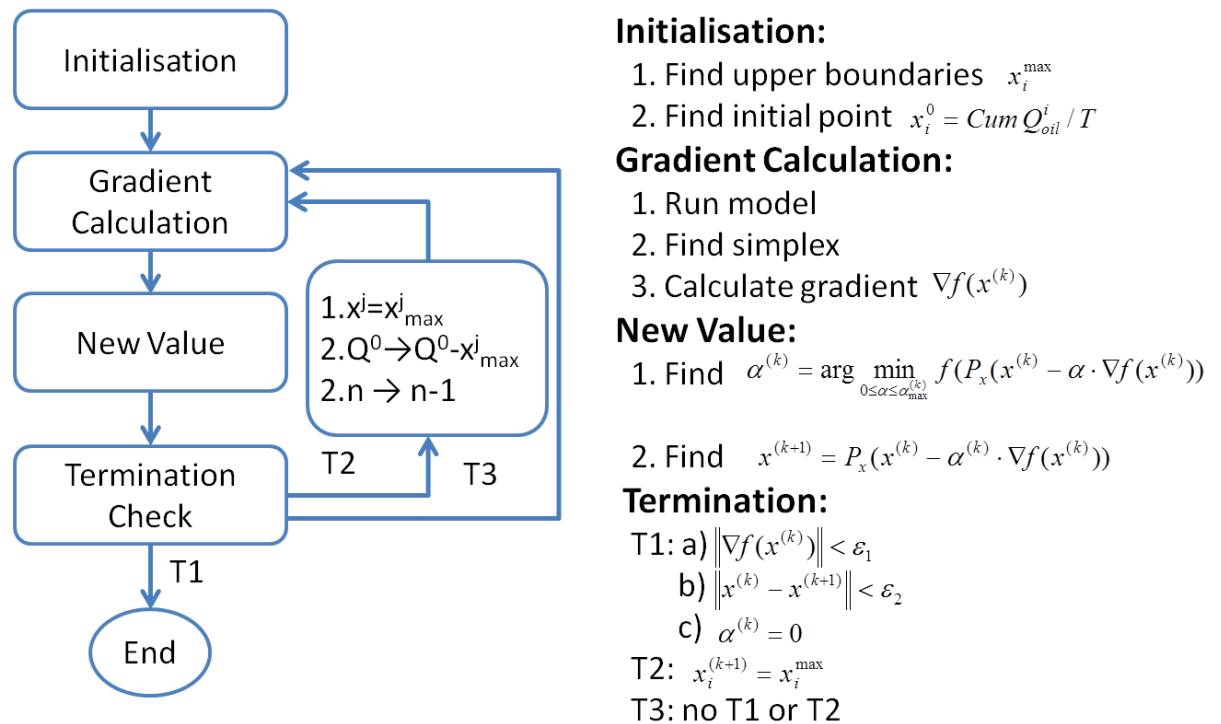 Initialisation
Gradient
Calculation
New Value
Termination
Check
End
1.x^j=x^j_max
2.Q^0→Q^0-x^j_max
2.n → n-1
T2
T3
T1
Initialisation:
1. Find upper boundaries x_i^max
2. Find initial point x_i^0 = Cum Q_oil^i / T
Gradient Calculation:
1. Run model
2. Find simplex
3. Calculate gradient ∇f(x^(k))
New Value:
1. Find α^(k) = arg min_{0≤α≤α_max^(k)} f(P_x(x^(k) − α · ∇f(x^(k)))
2. Find x^(k+1) = P_x(x^(k) − α^(k) · ∇f(x^(k)))
Termination:
T1: a) ‖∇f(x^(k))‖ < ε_1
b) ‖x^(k) − x^(k+1)‖ < ε_2
c) α^(k) = 0
T2: x_i^(k+1) = x_i^max
T3: no T1 or T2